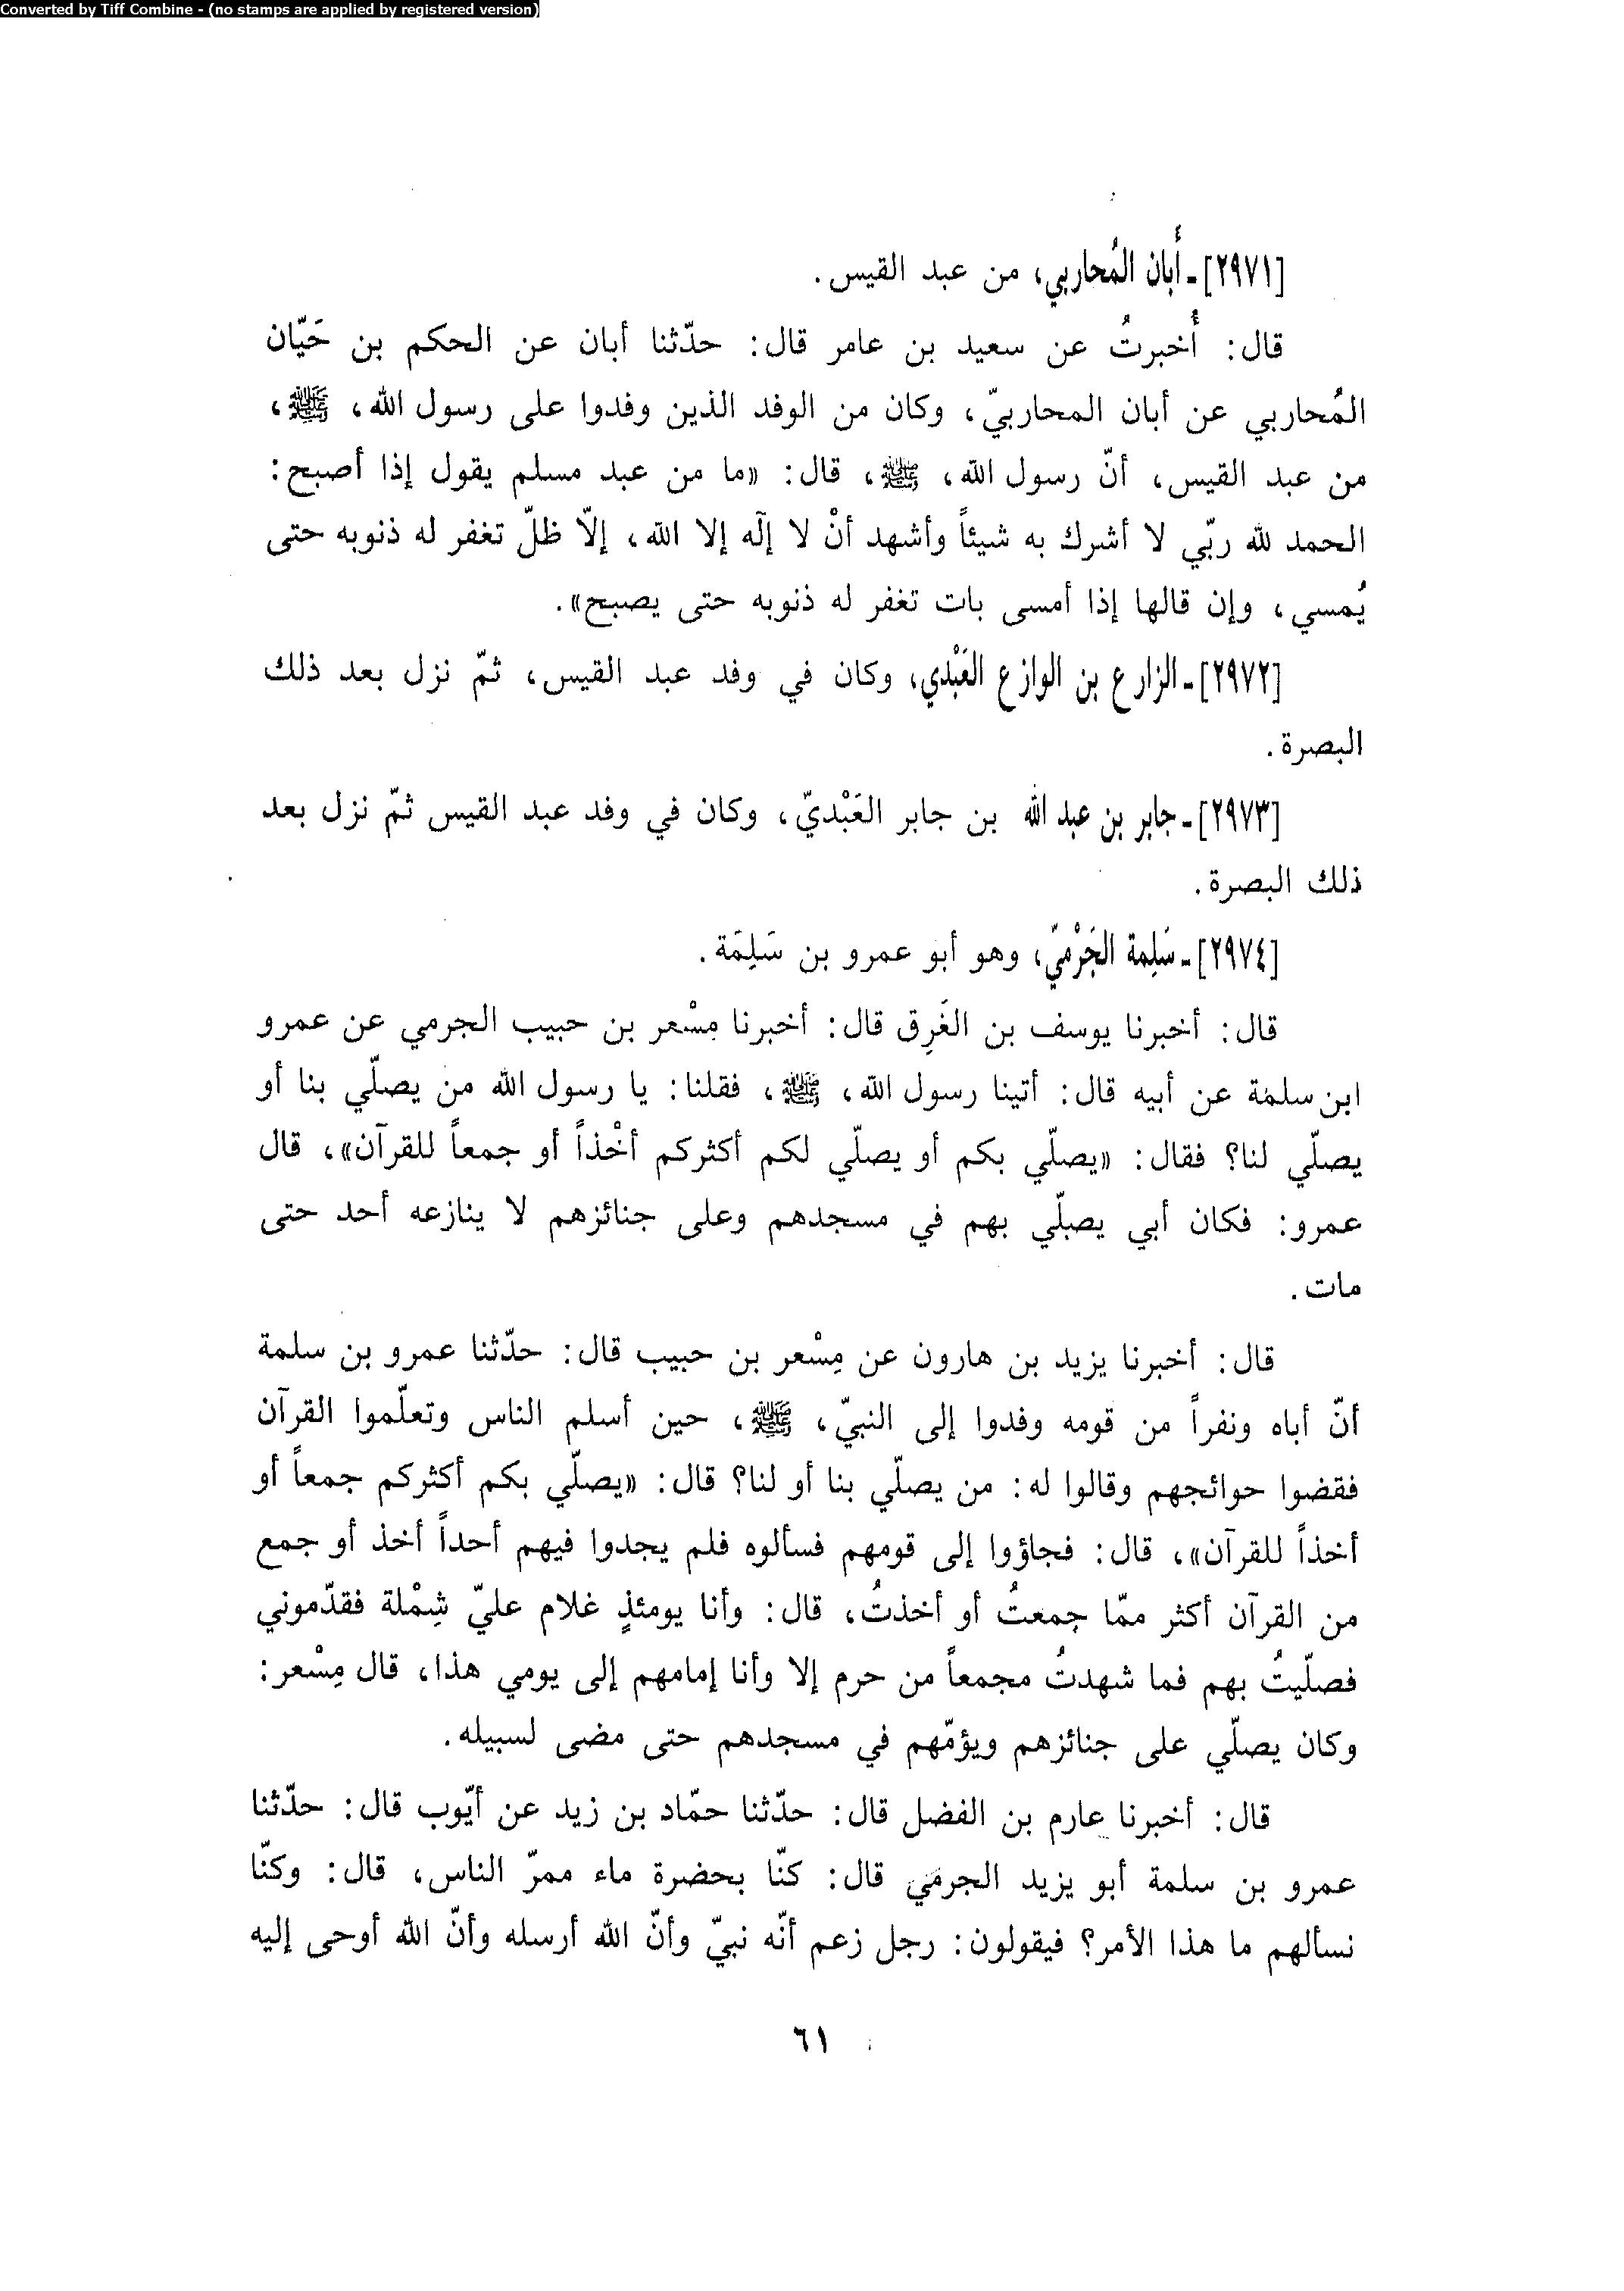 Converted by Tiff Combine - (no stamps are applied by registered version)
[٢٩٧١]ـ أَبان المُحاربي، من عبد القيس.
قال: أُخبرتُ عن سعيد بن عامر قال: حدّثنا أبان عن الحكم بن حَيّان
المُحاربي عن أبان المحاربيّ، وكان من الوفد الذين وفدوا على رسول الله، ﷺ،
من عبد القيس، أنّ رسول الله، ﷺ، قال: «ما من عبد مسلم يقول إذا أصبح:
الحمد لله ربّي لا أشرك به شيئاً وأشهد أنْ لا إلَه إلا الله، إلاّ ظلّ تغفر له ذنوبه حتى
يُمسي، وإن قالها إذا أمسى بات تغفر له ذنوبه حتى يصبح».
[٢٩٧٢]ـ الزارع بن الوازع العَبْدي، وكان في وفد عبد القيس، ثمّ نزل بعد ذلك
البصرة.
[٢٩٧٣]ـ جابر بن عبد الله بن جابر العَبْديّ، وكان في وفد عبد القيس ثمّ نزل بعد
ذلك البصرة.
[٢٩٧٤]ـ سَلِمة الجَرْميّ، وهو أبو عمرو بن سَلِمَة.
قال: أخبرنا يوسف بن الغَرِق قال: أخبرنا مِسْعر بن حبيب الجرمي عن عمرو
ابن سلمة عن أبيه قال: أتينا رسول الله، ﷺ، فقلنا: يا رسول الله من يصلّي بنا أو
يصلّي لنا؟ فقال: «يصلّي بكم أو يصلّي لكم أكثركم أخْذاً أو جمعاً للقرآن»، قال
عمرو: فكان أبي يصلّي بهم في مسجدهم وعلى جنائزهم لا ينازعه أحد حتى
مات.
قال: أخبرنا يزيد بن هارون عن مِسْعر بن حبيب قال: حدّثنا عمرو بن سلمة
أنّ أباه ونفراً من قومه وفدوا إلى النبيّ، ﷺ، حين أسلم الناس وتعلّموا القرآن
فقضوا حوائجهم وقالوا له: من يصلّي بنا أو لنا؟ قال: «يصلّي بكم أكثركم جمعاً أو
أخذاً للقرآن»، قال: فجاؤوا إلى قومهم فسألوه فلم يجدوا فيهم أحداً أخذ أو جمع
من القرآن أكثر ممّا جمعتُ أو أخذتُ، قال: وأنا يومئذٍ غلام عليّ شِمْلة فقدّموني
فصلّيتُ بهم فما شهدتُ مجمعاً من حرم إلا وأنا إمامهم إلى يومي هذا، قال مِسْعر:
وكان يصلّي على جنائزهم ويؤمّهم في مسجدهم حتى مضى لسبيله.
قال: أخبرنا عارم بن الفضل قال: حدّثنا حمّاد بن زيد عن أيّوب قال: حدّثنا
عمرو بن سلمة أبو يزيد الجرمي قال: كنّا بحضرة ماء ممرّ الناس، قال: وكنّا
نسألهم ما هذا الأمر؟ فيقولون: رجل زعم أنّه نبيّ وأنّ الله أرسله وأنّ الله أوحى إليه
٦١